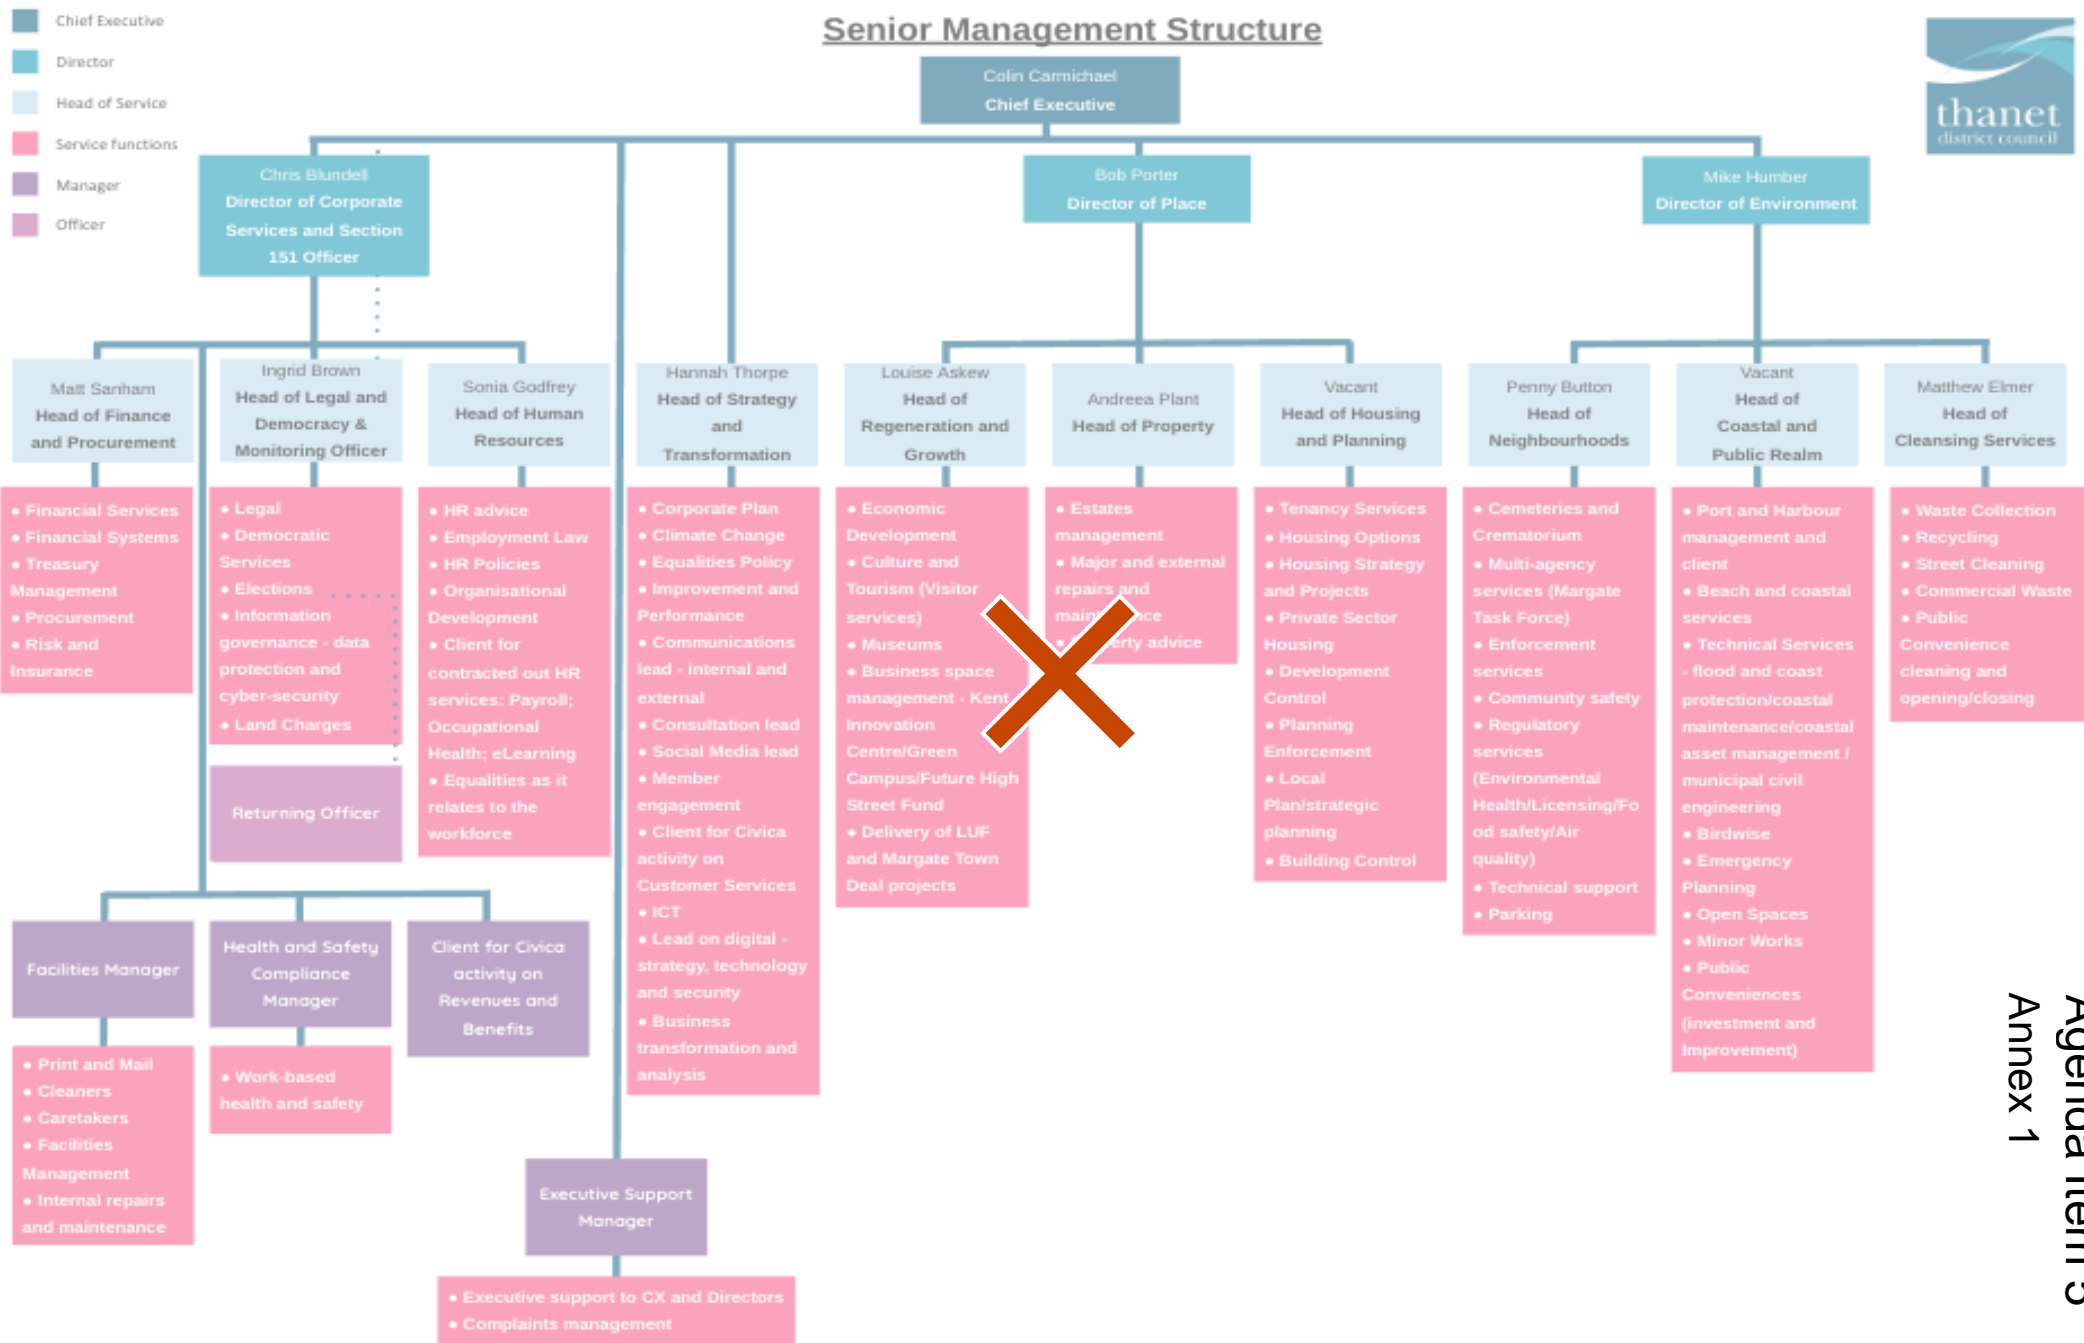 Chief Executive
Director
Head of Service
Service functions
Manager
Officer
Senior Management Structure
thanet
district council
Colin Carmichael
Chief Executive
Chris Blundell
Director of Corporate
Services and Section
151 Officer
Bob Porter
Director of Place
Mike Humber
Director of Environment
Matt Sanham
Head of Finance
and Procurement
Ingrid Brown
Head of Legal and
Democracy &
Monitoring Officer
Sonia Godfrey
Head of Human
Resources
Hannah Thorpe
Head of Strategy
and
Transformation
Louise Askew
Head of
Regeneration and
Growth
Andreea Plant
Head of Property
Vacant
Head of Housing
and Planning
Penny Button
Head of
Neighbourhoods
Vacant
Head of
Coastal and
Public Realm
Matthew Elmer
Head of
Cleansing Services
● Financial Services
● Financial Systems
● Treasury
Management
● Procurement
● Risk and
Insurance
● Legal
● Democratic
Services
● Elections
● Information
governance - data
protection and
cyber-security
● Land Charges
● HR advice
● Employment Law
● HR Policies
● Organisational
Development
● Client for
contracted out HR
services: Payroll;
Occupational
Health; eLearning
● Equalities as it
relates to the
workforce
● Corporate Plan
● Climate Change
● Equalities Policy
● Improvement and
Performance
● Communications
lead - internal and
external
● Consultation lead
● Social Media lead
● Member
engagement
● Client for Civica
activity on
Customer Services
● ICT
● Lead on digital -
strategy, technology
and security
● Business
transformation and
analysis
● Economic
Development
● Culture and
Tourism (Visitor
services)
● Museums
● Business space
management - Kent
Innovation
Centre/Green
Campus/Future High
Street Fund
● Delivery of LUF
and Margate Town
Deal projects
● Estates
management
● Major and external
repairs and
advice
● Tenancy Services
● Housing Options
● Housing Strategy
and Projects
● Private Sector
Housing
● Development
Control
● Planning
Enforcement
● Local
Plan/strategic
planning
● Building Control
● Cemeteries and
Crematorium
● Multi-agency
services (Margate
Task Force)
● Enforcement
services
● Community safety
● Regulatory
services
(Environmental
Health/Licensing/Fo
od safety/Air
quality)
● Technical support
● Parking
● Port and Harbour
management and
client
● Beach and coastal
services
● Technical Services
- flood and coast
protection/coastal
maintenance/coastal
asset management /
municipal civil
engineering
● Birdwise
● Emergency
Planning
● Open Spaces
● Minor Works
● Public
Conveniences
(investment and
Improvement)
● Waste Collection
● Recycling
● Street Cleaning
● Commercial Waste
● Public
Convenience
cleaning and
opening/closing
Returning Officer
Facilities Manager
Health and Safety
Compliance
Manager
Client for Civica
activity on
Revenues and
Benefits
● Print and Mail
● Cleaners
● Caretakers
● Facilities
Management
● Internal repairs
and maintenance
● Work-based
health and safety
Executive Support
Manager
● Executive support to CX and Directors
● Complaints management
Agenda Item 5
Annex 1